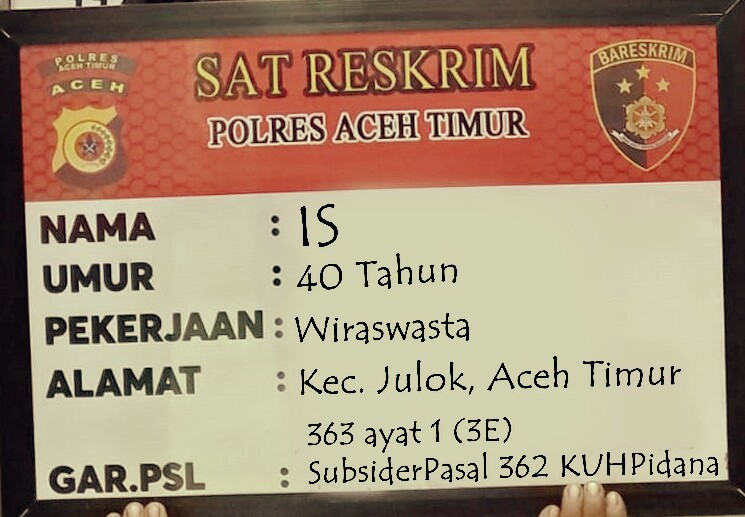 POLRES
ACEH TIMUR
ACEH
SAT RESKRIM
POLRES ACEH TIMUR
BARESKRIM
NAMA : IS
UMUR : 40 Tahun
PEKERJAAN : Wiraswasta
ALAMAT : Kec. Julok, Aceh Timur
363 ayat 1 (3E)
GAR.PSL : SubsiderPasal 362 KUHPidana